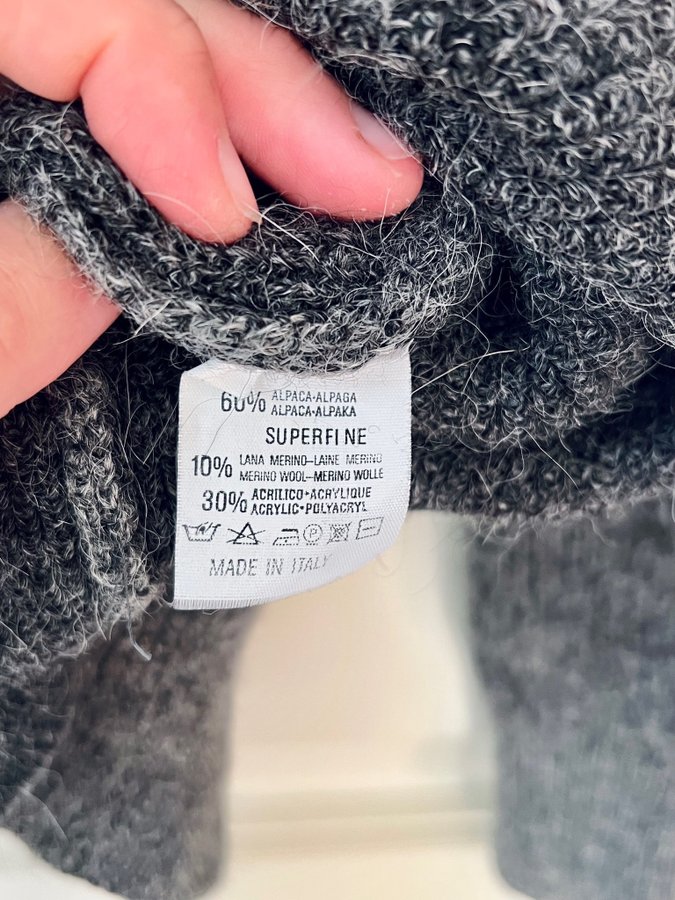 60% ALPACA-ALPAGA
ALPACA-ALPAKA
SUPERFINE
10% LANA MERINO-LAINE MERINO
MERINO WOOL-MERINO WOLLE
30% ACRILICO•ACRYLIQUE
ACRYLIC•POLYACRYL
P
MADE IN ITALY